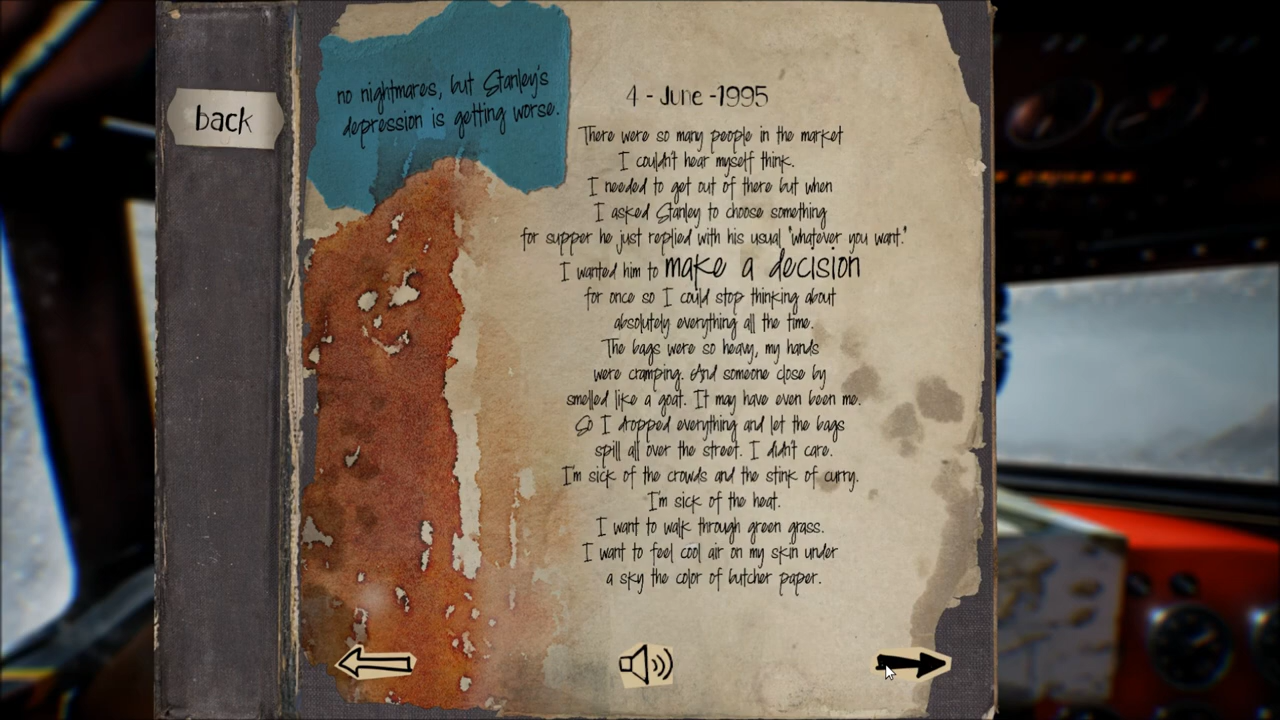 back
no nightmares, but Stanley's
depression is getting worse.
4 - June -1995
There were so many people in the market
I couldn't hear myself think.
I needed to get out of there but when
I asked Stanley to choose something
for supper he just replied with his usual "whatever you want."
I wanted him to make a decision
for once so I could stop thinking about
absolutely everything all the time.
The bags were so heavy, my hands
were cramping. And someone close by
smelled like a goat. It may have even been me.
So I dropped everything and let the bags
spill all over the street. I didn't care.
I'm sick of the crowds and the stink of curry.
I'm sick of the heat.
I want to walk through green grass.
I want to feel cool air on my skin under
a sky the color of butcher paper.